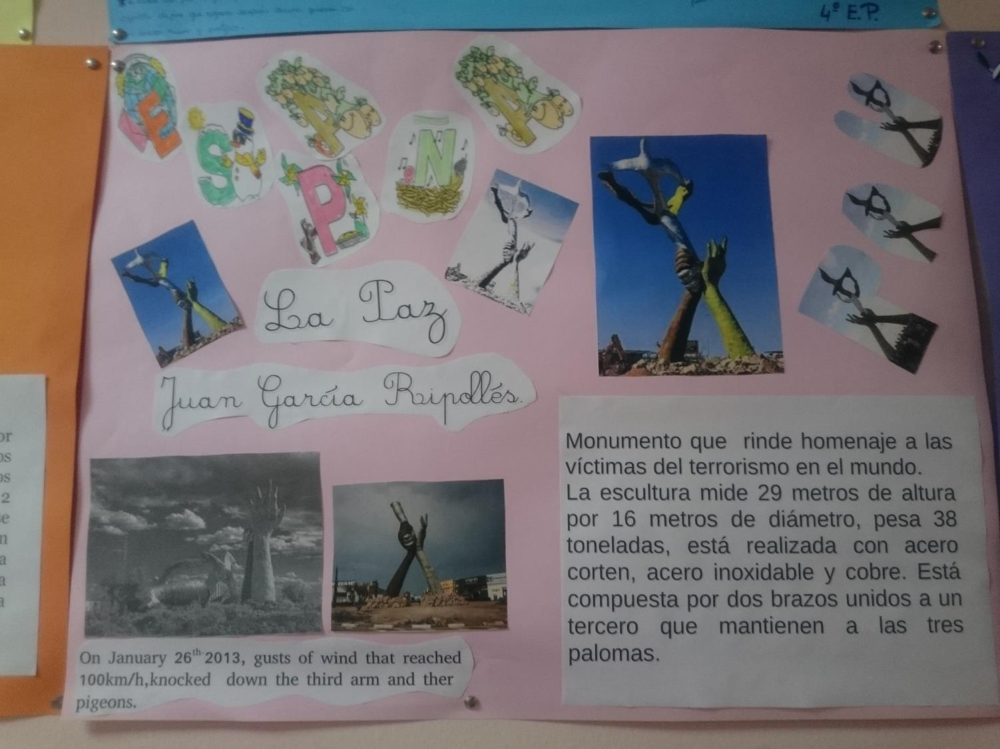 4º E.P.
ESPAÑA
La Paz
Juan García Ripollés.
Monumento que rinde homenaje a las
víctimas del terrorismo en el mundo.
La escultura mide 29 metros de altura
por 16 metros de diámetro, pesa 38
toneladas, está realizada con acero
corten, acero inoxidable y cobre. Está
compuesta por dos brazos unidos a un
tercero que mantienen a las tres
palomas.
On January 26th 2013, gusts of wind that reached
100km/h,knocked down the third arm and ther
pigeons.